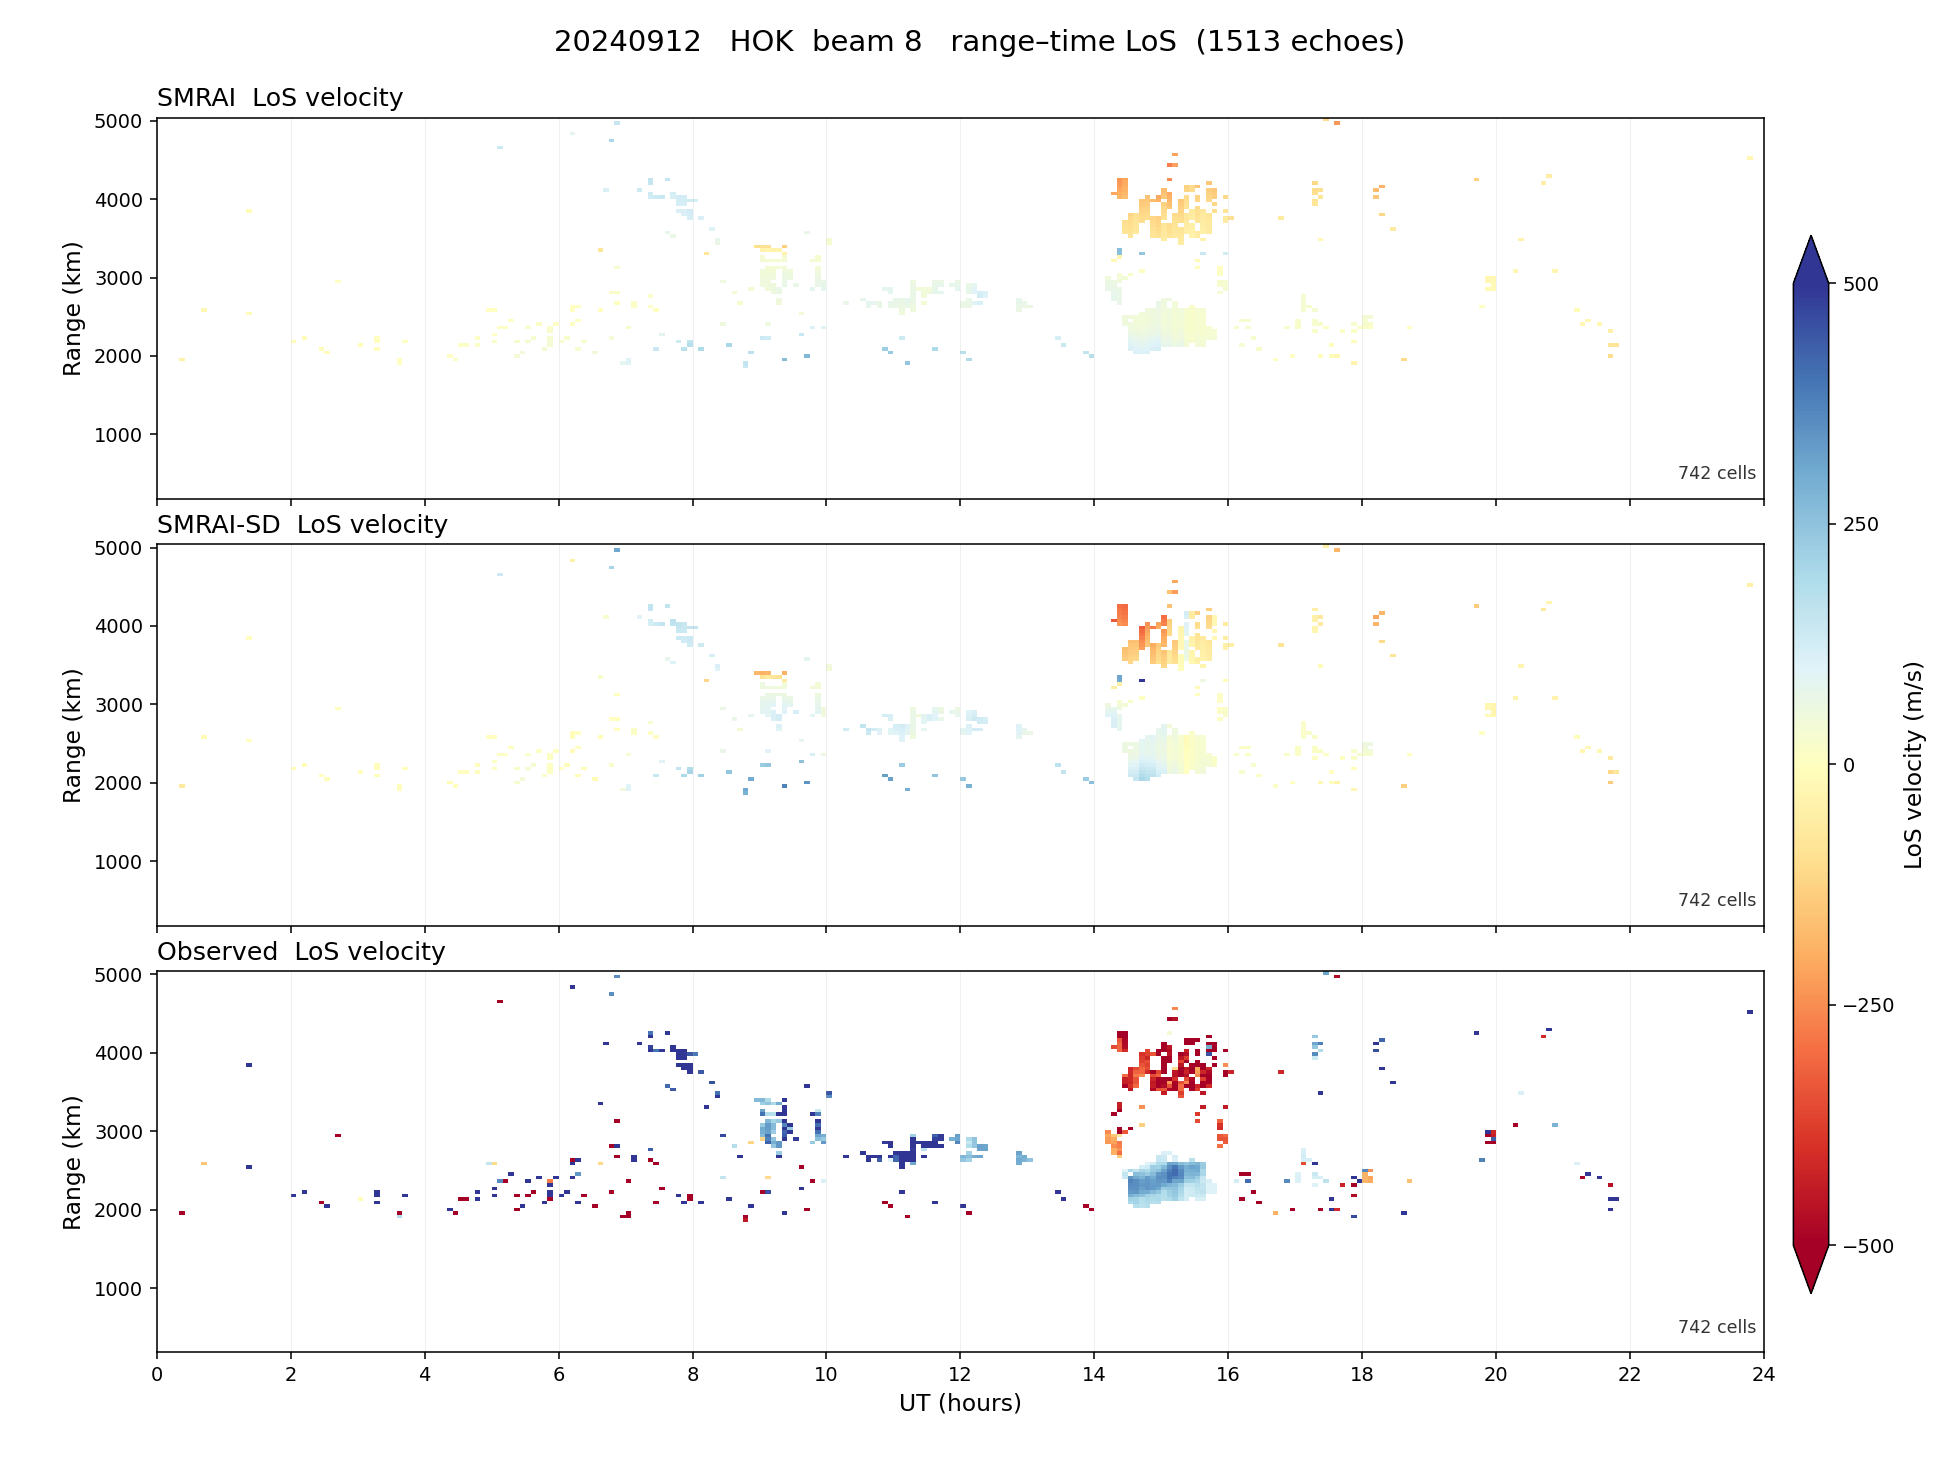 20240912   HOK  beam 8   range–time LoS  (1513 echoes)
SMRAI  LoS velocity
5000
4000
3000
2000
1000
Range (km)
742 cells
SMRAI-SD  LoS velocity
5000
4000
3000
2000
1000
Range (km)
742 cells
Observed  LoS velocity
5000
4000
3000
2000
1000
Range (km)
742 cells
0 2 4 6 8 10 12 14 16 18 20 22 24
UT (hours)
500
250
0
−250
−500
LoS velocity (m/s)